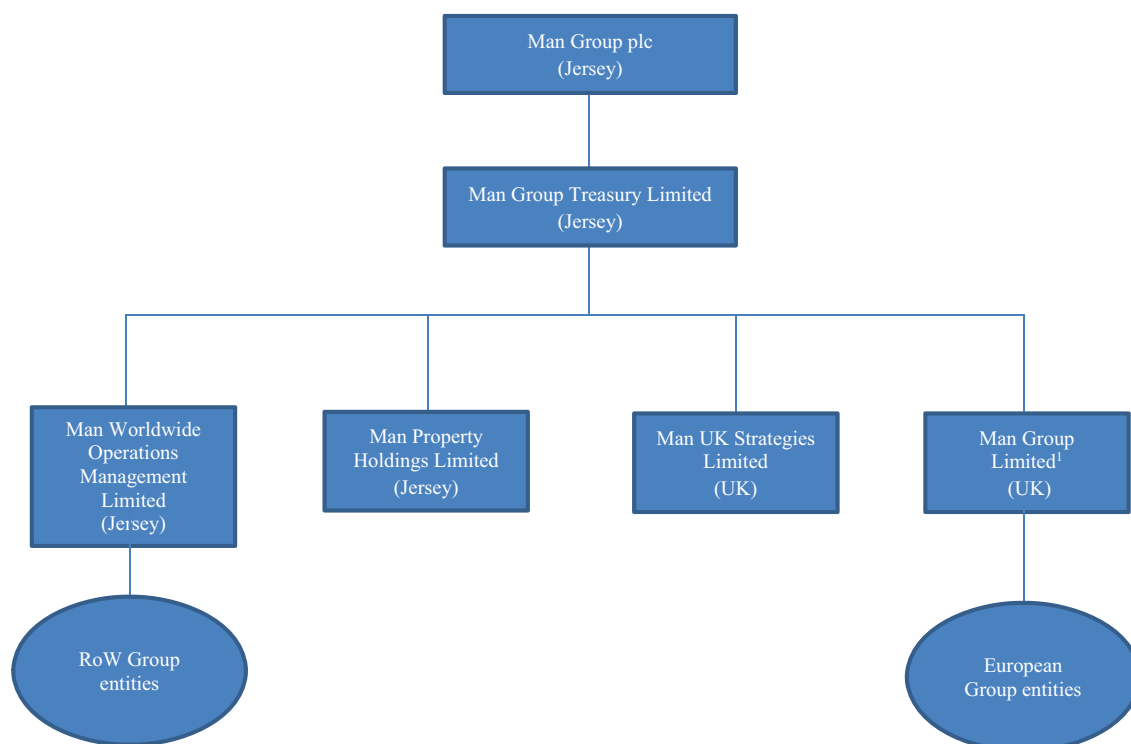 Man Group plc
(Jersey)
Man Group Treasury Limited
(Jersey)
Man Worldwide
Operations
Management
Limited
(Jersey)
Man Property
Holdings Limited
(Jersey)
Man UK Strategies
Limited
(UK)
Man Group
Limited¹
(UK)
RoW Group
entities
European
Group entities